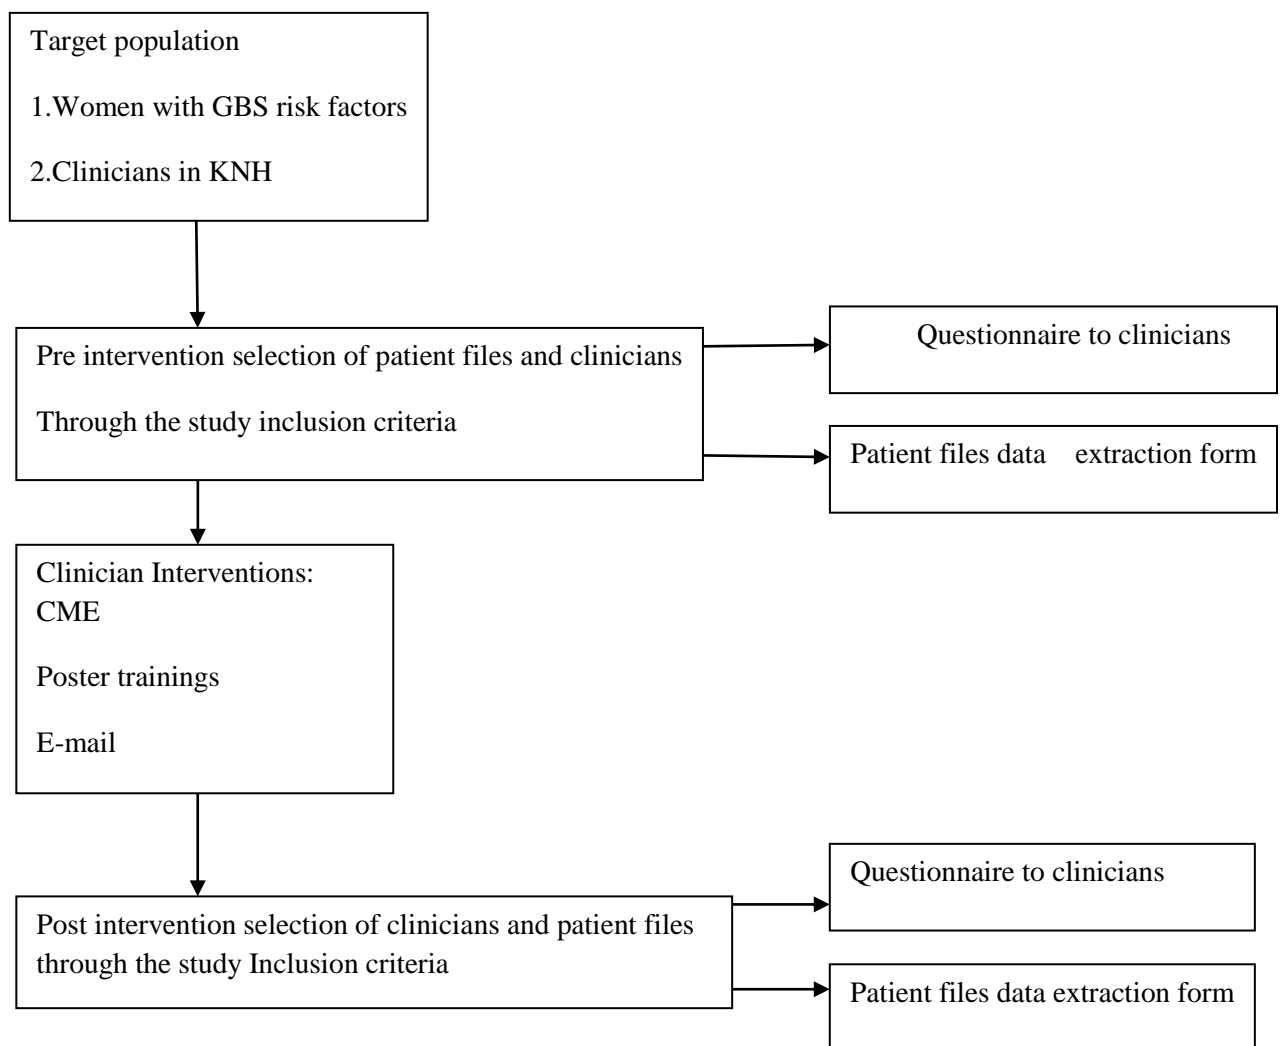 Target population
1.Women with GBS risk factors
2.Clinicians in KNH
Pre intervention selection of patient files and clinicians
Through the study inclusion criteria
Questionnaire to clinicians
Patient files data extraction form
Clinician Interventions:
CME
Poster trainings
E-mail
Post intervention selection of clinicians and patient files
through the study Inclusion criteria
Questionnaire to clinicians
Patient files data extraction form